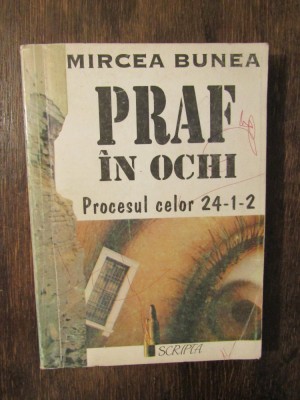 MIRCEA BUNEA
PRAF
ÎN OCHI
Procesul celor 24-1-2
SCRIPTA